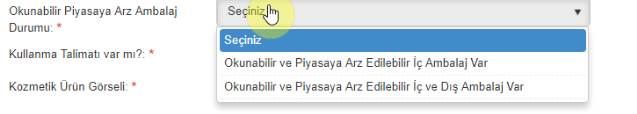 Okunabilir Piyasaya Arz Ambalaj Durumu: *
Seçiniz
Seçiniz
Kullanma Talimatı var mı?: *
Okunabilir ve Piyasaya Arz Edilebilir İç Ambalaj Var
Kozmetik Ürün Görseli: *
Okunabilir ve Piyasaya Arz Edilebilir İç ve Dış Ambalaj Var